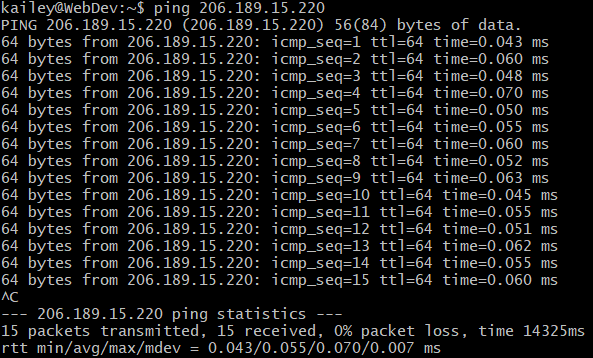 kailey@WebDev:~$ ping 206.189.15.220
PING 206.189.15.220 (206.189.15.220) 56(84) bytes of data.
64 bytes from 206.189.15.220: icmp_seq=1 ttl=64 time=0.043 ms
64 bytes from 206.189.15.220: icmp_seq=2 ttl=64 time=0.060 ms
64 bytes from 206.189.15.220: icmp_seq=3 ttl=64 time=0.048 ms
64 bytes from 206.189.15.220: icmp_seq=4 ttl=64 time=0.070 ms
64 bytes from 206.189.15.220: icmp_seq=5 ttl=64 time=0.050 ms
64 bytes from 206.189.15.220: icmp_seq=6 ttl=64 time=0.055 ms
64 bytes from 206.189.15.220: icmp_seq=7 ttl=64 time=0.060 ms
64 bytes from 206.189.15.220: icmp_seq=8 ttl=64 time=0.052 ms
64 bytes from 206.189.15.220: icmp_seq=9 ttl=64 time=0.063 ms
64 bytes from 206.189.15.220: icmp_seq=10 ttl=64 time=0.045 ms
64 bytes from 206.189.15.220: icmp_seq=11 ttl=64 time=0.055 ms
64 bytes from 206.189.15.220: icmp_seq=12 ttl=64 time=0.051 ms
64 bytes from 206.189.15.220: icmp_seq=13 ttl=64 time=0.062 ms
64 bytes from 206.189.15.220: icmp_seq=14 ttl=64 time=0.055 ms
64 bytes from 206.189.15.220: icmp_seq=15 ttl=64 time=0.060 ms
^C
--- 206.189.15.220 ping statistics ---
15 packets transmitted, 15 received, 0% packet loss, time 14325ms
rtt min/avg/max/mdev = 0.043/0.055/0.070/0.007 ms